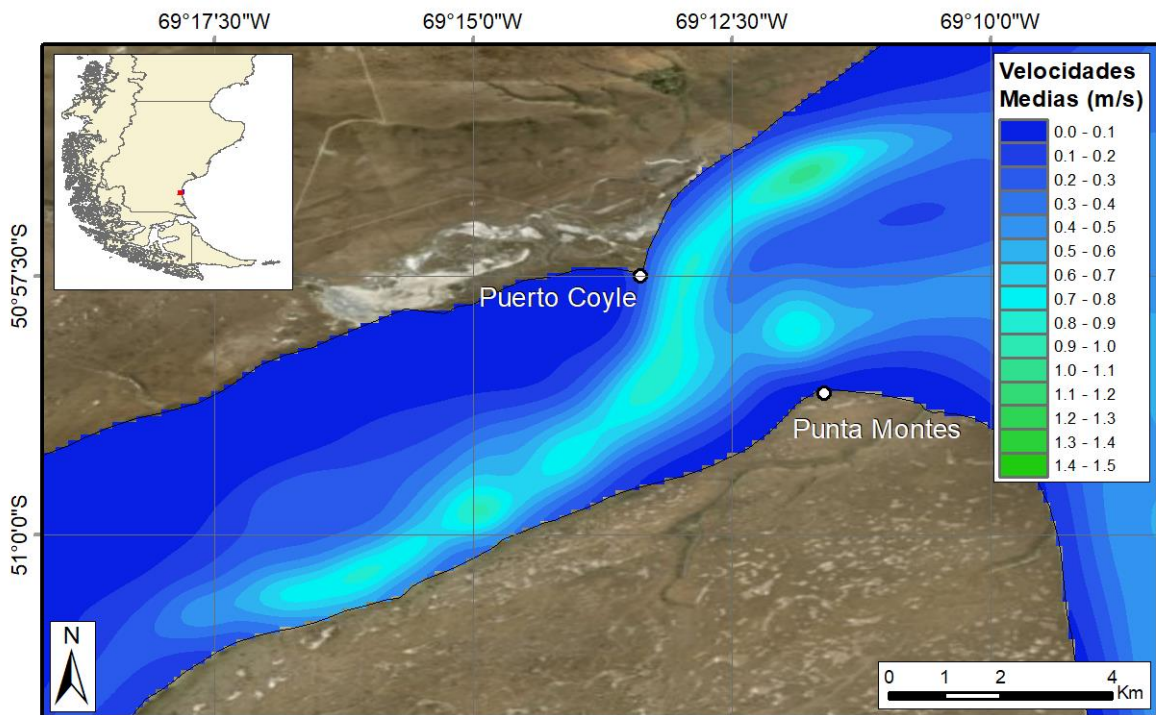 69°17'30"W 69°15'0"W 69°12'30"W 69°10'0"W
Velocidades
Medias (m/s)
0.0 - 0.1
0.1 - 0.2
0.2 - 0.3
0.3 - 0.4
0.4 - 0.5
0.5 - 0.6
0.6 - 0.7
0.7 - 0.8
0.8 - 0.9
0.9 - 1.0
1.0 - 1.1
1.1 - 1.2
1.2 - 1.3
1.3 - 1.4
1.4 - 1.5
50°57'30"S
Puerto Coyle
Punta Montes
51°0'0"S
N
0 1 2 4
Km